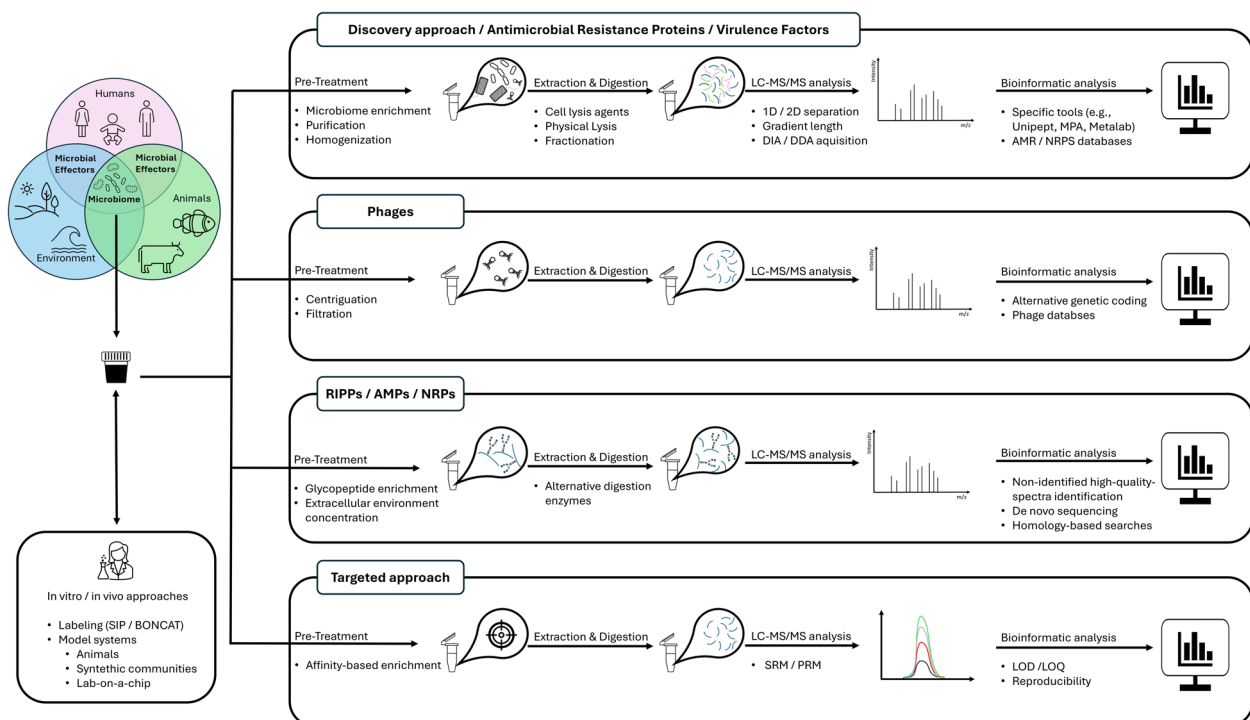 Humans
Microbial
Effectors
Microbial
Effectors
Microbiome
Animals
Environment
In vitro / in vivo approaches
• Labeling (SIP / BONCAT)
• Model systems
• Animals
• Syntethic communities
• Lab-on-a-chip
Discovery approach / Antimicrobial Resistance Proteins / Virulence Factors
Pre-Treatment
• Microbiome enrichment
• Purification
• Homogenization
Extraction & Digestion
• Cell lysis agents
• Physical Lysis
• Fractionation
LC-MS/MS analysis
• 1D / 2D separation
• Gradient length
• DIA / DDA aquisition
Intensity
m/z
Bioinformatic analysis
• Specific tools (e.g.,
Unipept, MPA, Metalab)
• AMR / NRPS databases
Phages
Pre-Treatment
• Centriguation
• Filtration
Extraction & Digestion
LC-MS/MS analysis
Intensity
m/z
Bioinformatic analysis
• Alternative genetic coding
• Phage databses
RIPPs / AMPs / NRPs
Pre-Treatment
• Glycopeptide enrichment
• Extracellular environment
concentration
Extraction & Digestion
• Alternative digestion
enzymes
LC-MS/MS analysis
Intensity
m/z
Bioinformatic analysis
• Non-identified high-quality-
spectra identification
• De novo sequencing
• Homology-based searches
Targeted approach
Pre-Treatment
• Affinity-based enrichment
Extraction & Digestion
LC-MS/MS analysis
• SRM / PRM
Bioinformatic analysis
• LOD /LOQ
• Reproducibility